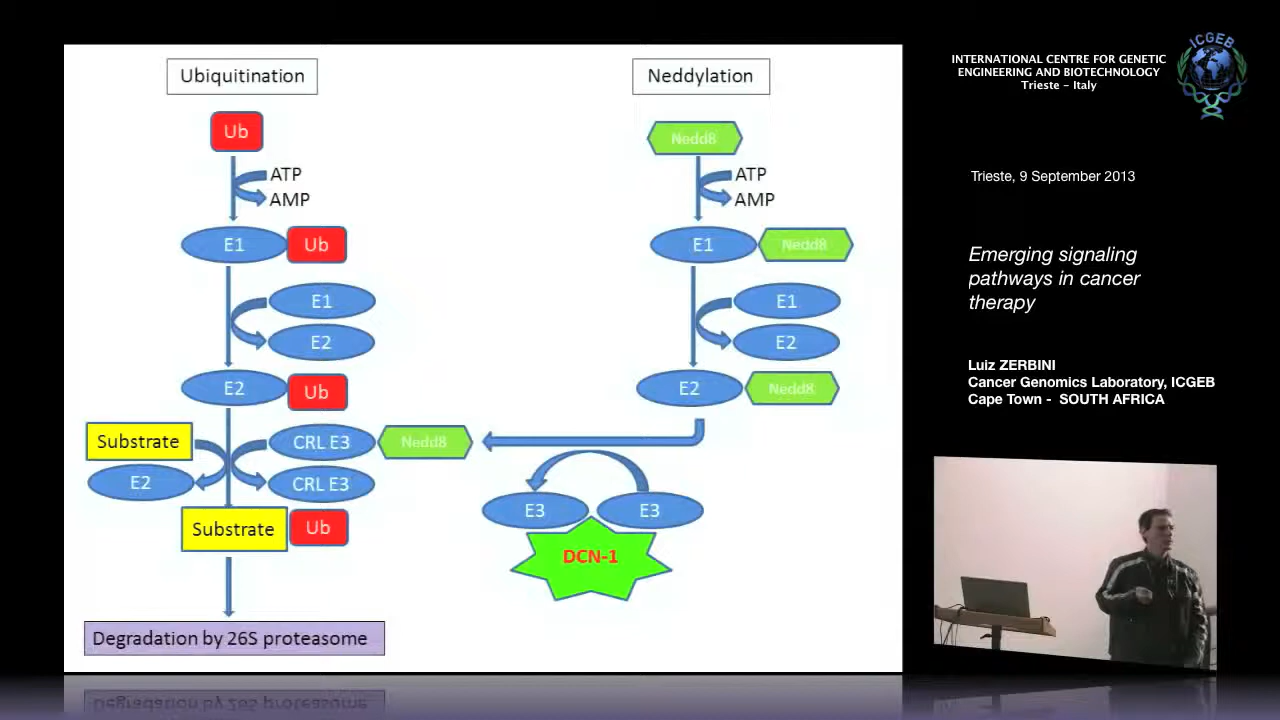 Ubiquitination
Neddylation
Ub
Nedd8
ATP
AMP
ATP
AMP
E1
Ub
E1
Nedd8
E1
E2
E1
E2
E2
Ub
E2
Nedd8
Substrate
CRL E3
Nedd8
E2
CRL E3
Substrate
Ub
E3
E3
DCN-1
Degradation by 26S proteasome
ICGEB
INTERNATIONAL CENTRE FOR GENETIC
ENGINEERING AND BIOTECHNOLOGY
Trieste - Italy
Trieste, 9 September 2013
Emerging signaling
pathways in cancer
therapy
Luiz ZERBINI
Cancer Genomics Laboratory, ICGEB
Cape Town - SOUTH AFRICA